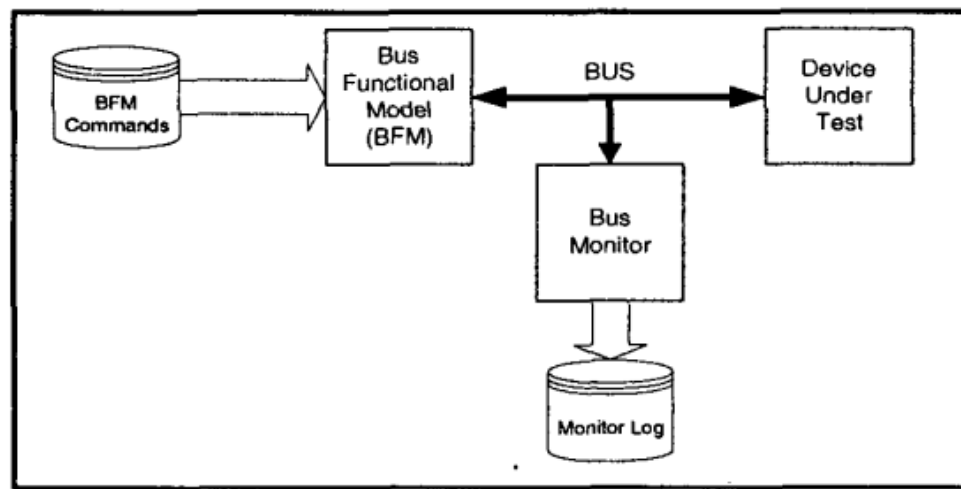 BFM
Commands
Bus
Functional
Model
(BFM)
BUS
Device
Under
Test
Bus
Monitor
Monitor Log